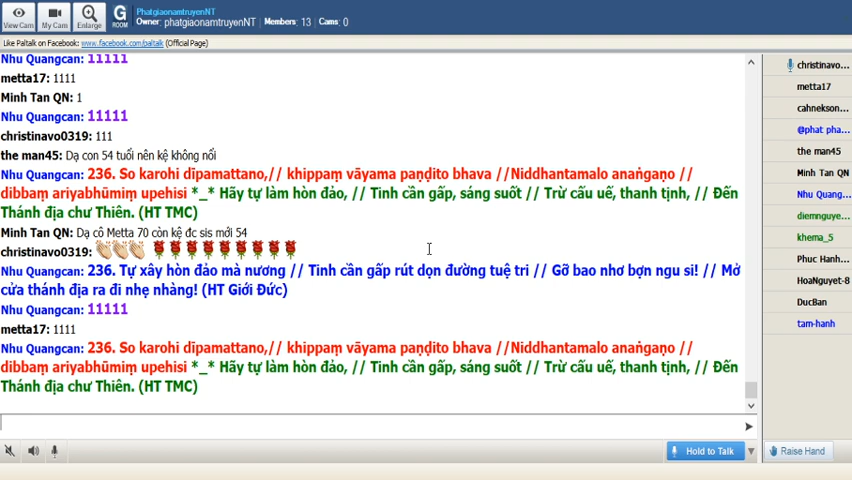 View Cam
My Cam
Enlarge
G
ROOM
PhatgiaonamtruyenNT
Owner: phatgiaonamtruyenNT Members: 13 Cams: 0
Like Paltalk on Facebook: www.facebook.com/paltalk (Official Page)
Nhu Quangcan: 11111
metta17: 1111
Minh Tan QN: 1
Nhu Quangcan: 11111
christinavo0319: 111
the man45: Dạ con 54 tuổi nên kệ không nổi
Nhu Quangcan: 236. So karohi dīpamattano,// khippaṃ vāyama paṇḍito bhava //Niddhantamalo anaṅgaṇo //
dibbaṃ ariyabhūmiṃ upehisi *_* Hãy tự làm hòn đảo, // Tinh cần gấp, sáng suốt // Trừ cấu uế, thanh tịnh, // Đến
Thánh địa chư Thiên. (HT TMC)
Minh Tan QN: Dạ cô Metta 70 còn kệ đc sis mới 54
christinavo0319:
Nhu Quangcan: 236. Tự xây hòn đảo mà nương // Tinh cần gấp rút dọn đường tuệ tri // Gỡ bao nhơ bợn ngu si! // Mở
cửa thánh địa ra đi nhẹ nhàng! (HT Giới Đức)
Nhu Quangcan: 11111
metta17: 1111
Nhu Quangcan: 236. So karohi dīpamattano,// khippaṃ vāyama paṇḍito bhava //Niddhantamalo anaṅgaṇo //
dibbaṃ ariyabhūmiṃ upehisi *_* Hãy tự làm hòn đảo, // Tinh cần gấp, sáng suốt // Trừ cấu uế, thanh tịnh, // Đến
Thánh địa chư Thiên. (HT TMC)
Hold to Talk
Raise Hand
christinavo...
metta17
cahnekson...
@phat pha...
the man45
Minh Tan QN
Nhu Quang...
diemnguye...
khema_5
Phuc Hanh...
HoaNguyet-8
DucBan
tam-hanh